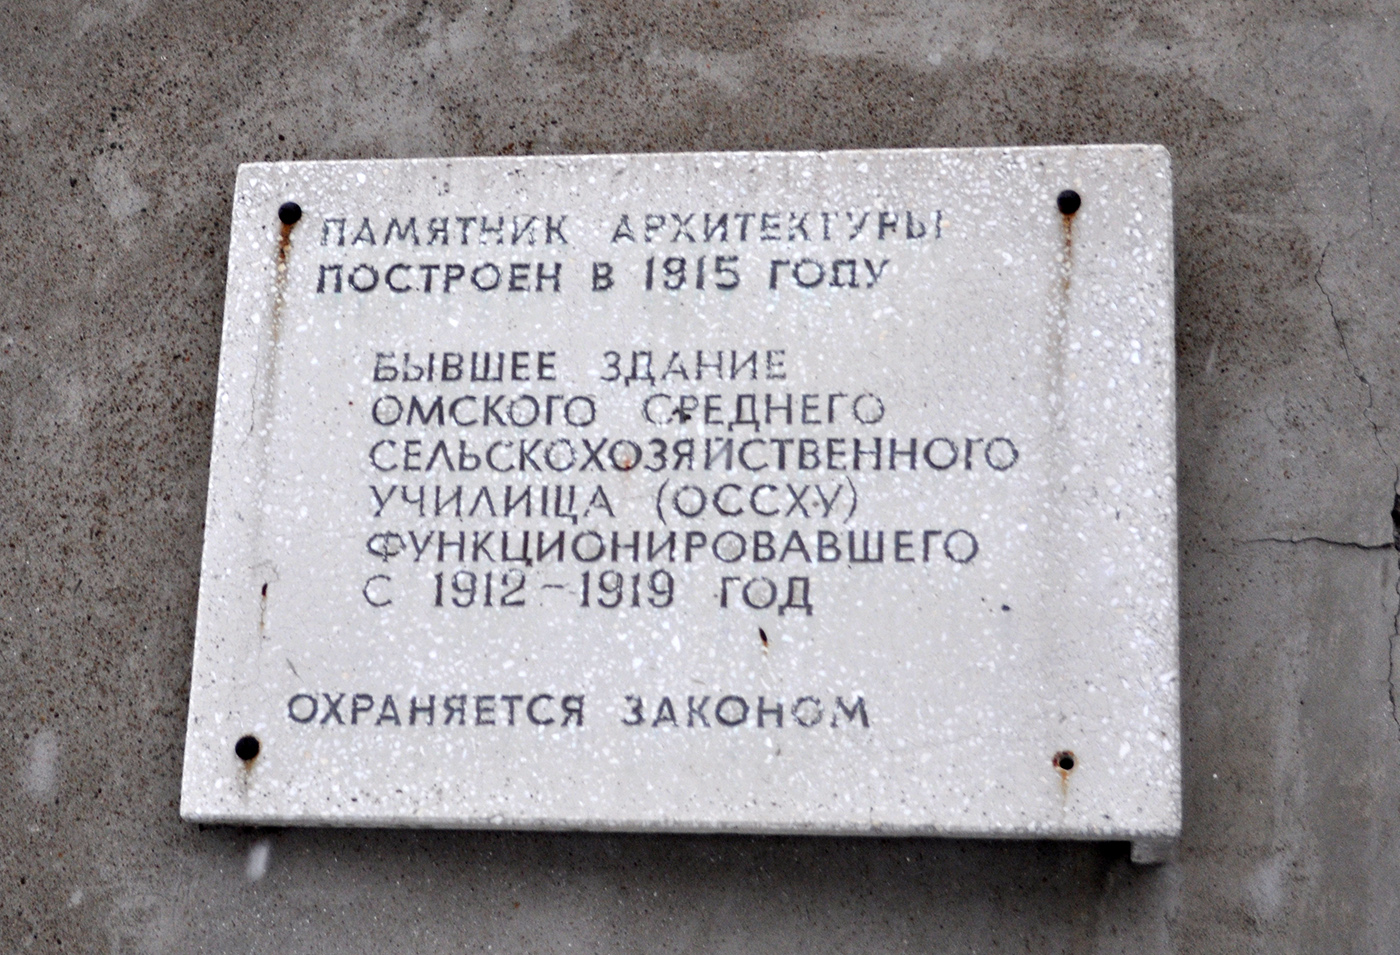 ПАМЯТНИК АРХИТЕКТУРЫ
ПОСТРОЕН В 1915 ГОДУ
БЫВШЕЕ ЗДАНИЕ
ОМСКОГО СРЕДНЕГО
СЕЛЬСКОХОЗЯЙСТВЕННОГО
УЧИЛИЩА (ОССХУ)
ФУНКЦИОНИРОВАВШЕГО
С 1912 - 1919 ГОД
ОХРАНЯЕТСЯ ЗАКОНОМ